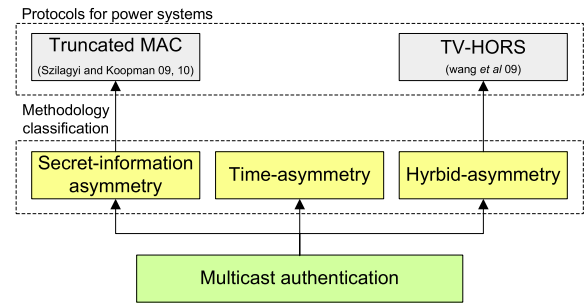 Protocols for power systems
Truncated MAC
(Szilagyi and Koopman 09, 10)
TV-HORS
(wang et al 09)
Methodology
classification
Secret-information
asymmetry
Time-asymmetry
Hyrbid-asymmetry
Multicast authentication